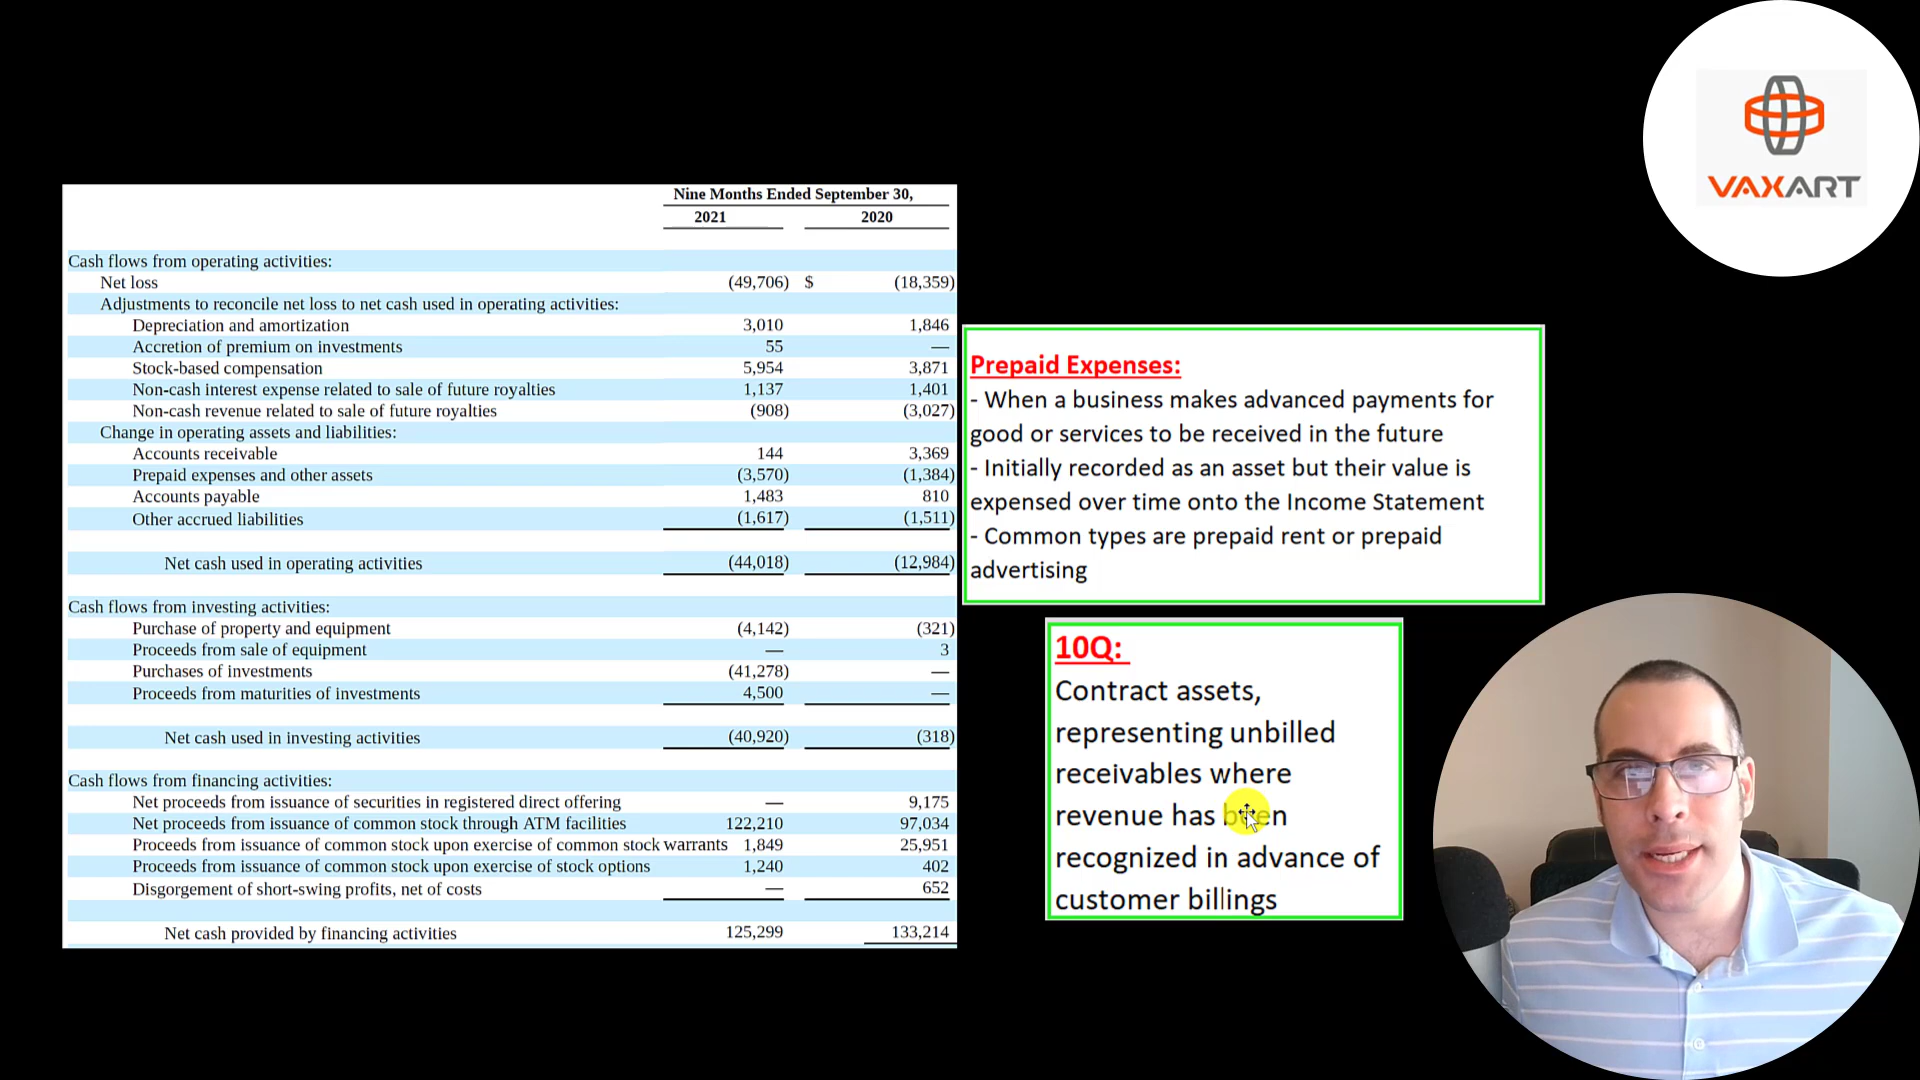 VAXART
Nine Months Ended September 30,
2021 2020
Cash flows from operating activities:
Net loss (49,706) $ (18,359)
Adjustments to reconcile net loss to net cash used in operating activities:
Depreciation and amortization 3,010 1,846
Accretion of premium on investments 55 —
Stock-based compensation 5,954 3,871
Non-cash interest expense related to sale of future royalties 1,137 1,401
Non-cash revenue related to sale of future royalties (908) (3,027)
Change in operating assets and liabilities:
Accounts receivable 144 3,369
Prepaid expenses and other assets (3,570) (1,384)
Accounts payable 1,483 810
Other accrued liabilities (1,617) (1,511)
Net cash used in operating activities (44,018) (12,984)
Cash flows from investing activities:
Purchase of property and equipment (4,142) (321)
Proceeds from sale of equipment — 3
Purchases of investments (41,278) —
Proceeds from maturities of investments 4,500 —
Net cash used in investing activities (40,920) (318)
Cash flows from financing activities:
Net proceeds from issuance of securities in registered direct offering — 9,175
Net proceeds from issuance of common stock through ATM facilities 122,210 97,034
Proceeds from issuance of common stock upon exercise of common stock warrants 1,849 25,951
Proceeds from issuance of common stock upon exercise of stock options 1,240 402
Disgorgement of short-swing profits, net of costs — 652
Net cash provided by financing activities 125,299 133,214
Prepaid Expenses:
- When a business makes advanced payments for
good or services to be received in the future
- Initially recorded as an asset but their value is
expensed over time onto the Income Statement
- Common types are prepaid rent or prepaid
advertising
10Q:
Contract assets,
representing unbilled
receivables where
revenue has been
recognized in advance of
customer billings